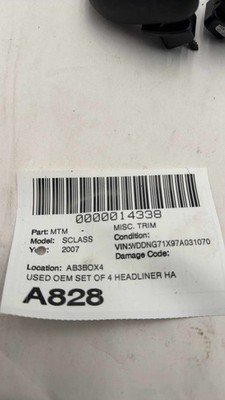 0000014338
Part: MTM MISC. TRIM
Model: SCLASS Condition:
2007 VIN:WDDNG71X97A031070
Damage Code:
Location: AB3BOX4
USED OEM SET OF 4 HEADLINER HA
A828